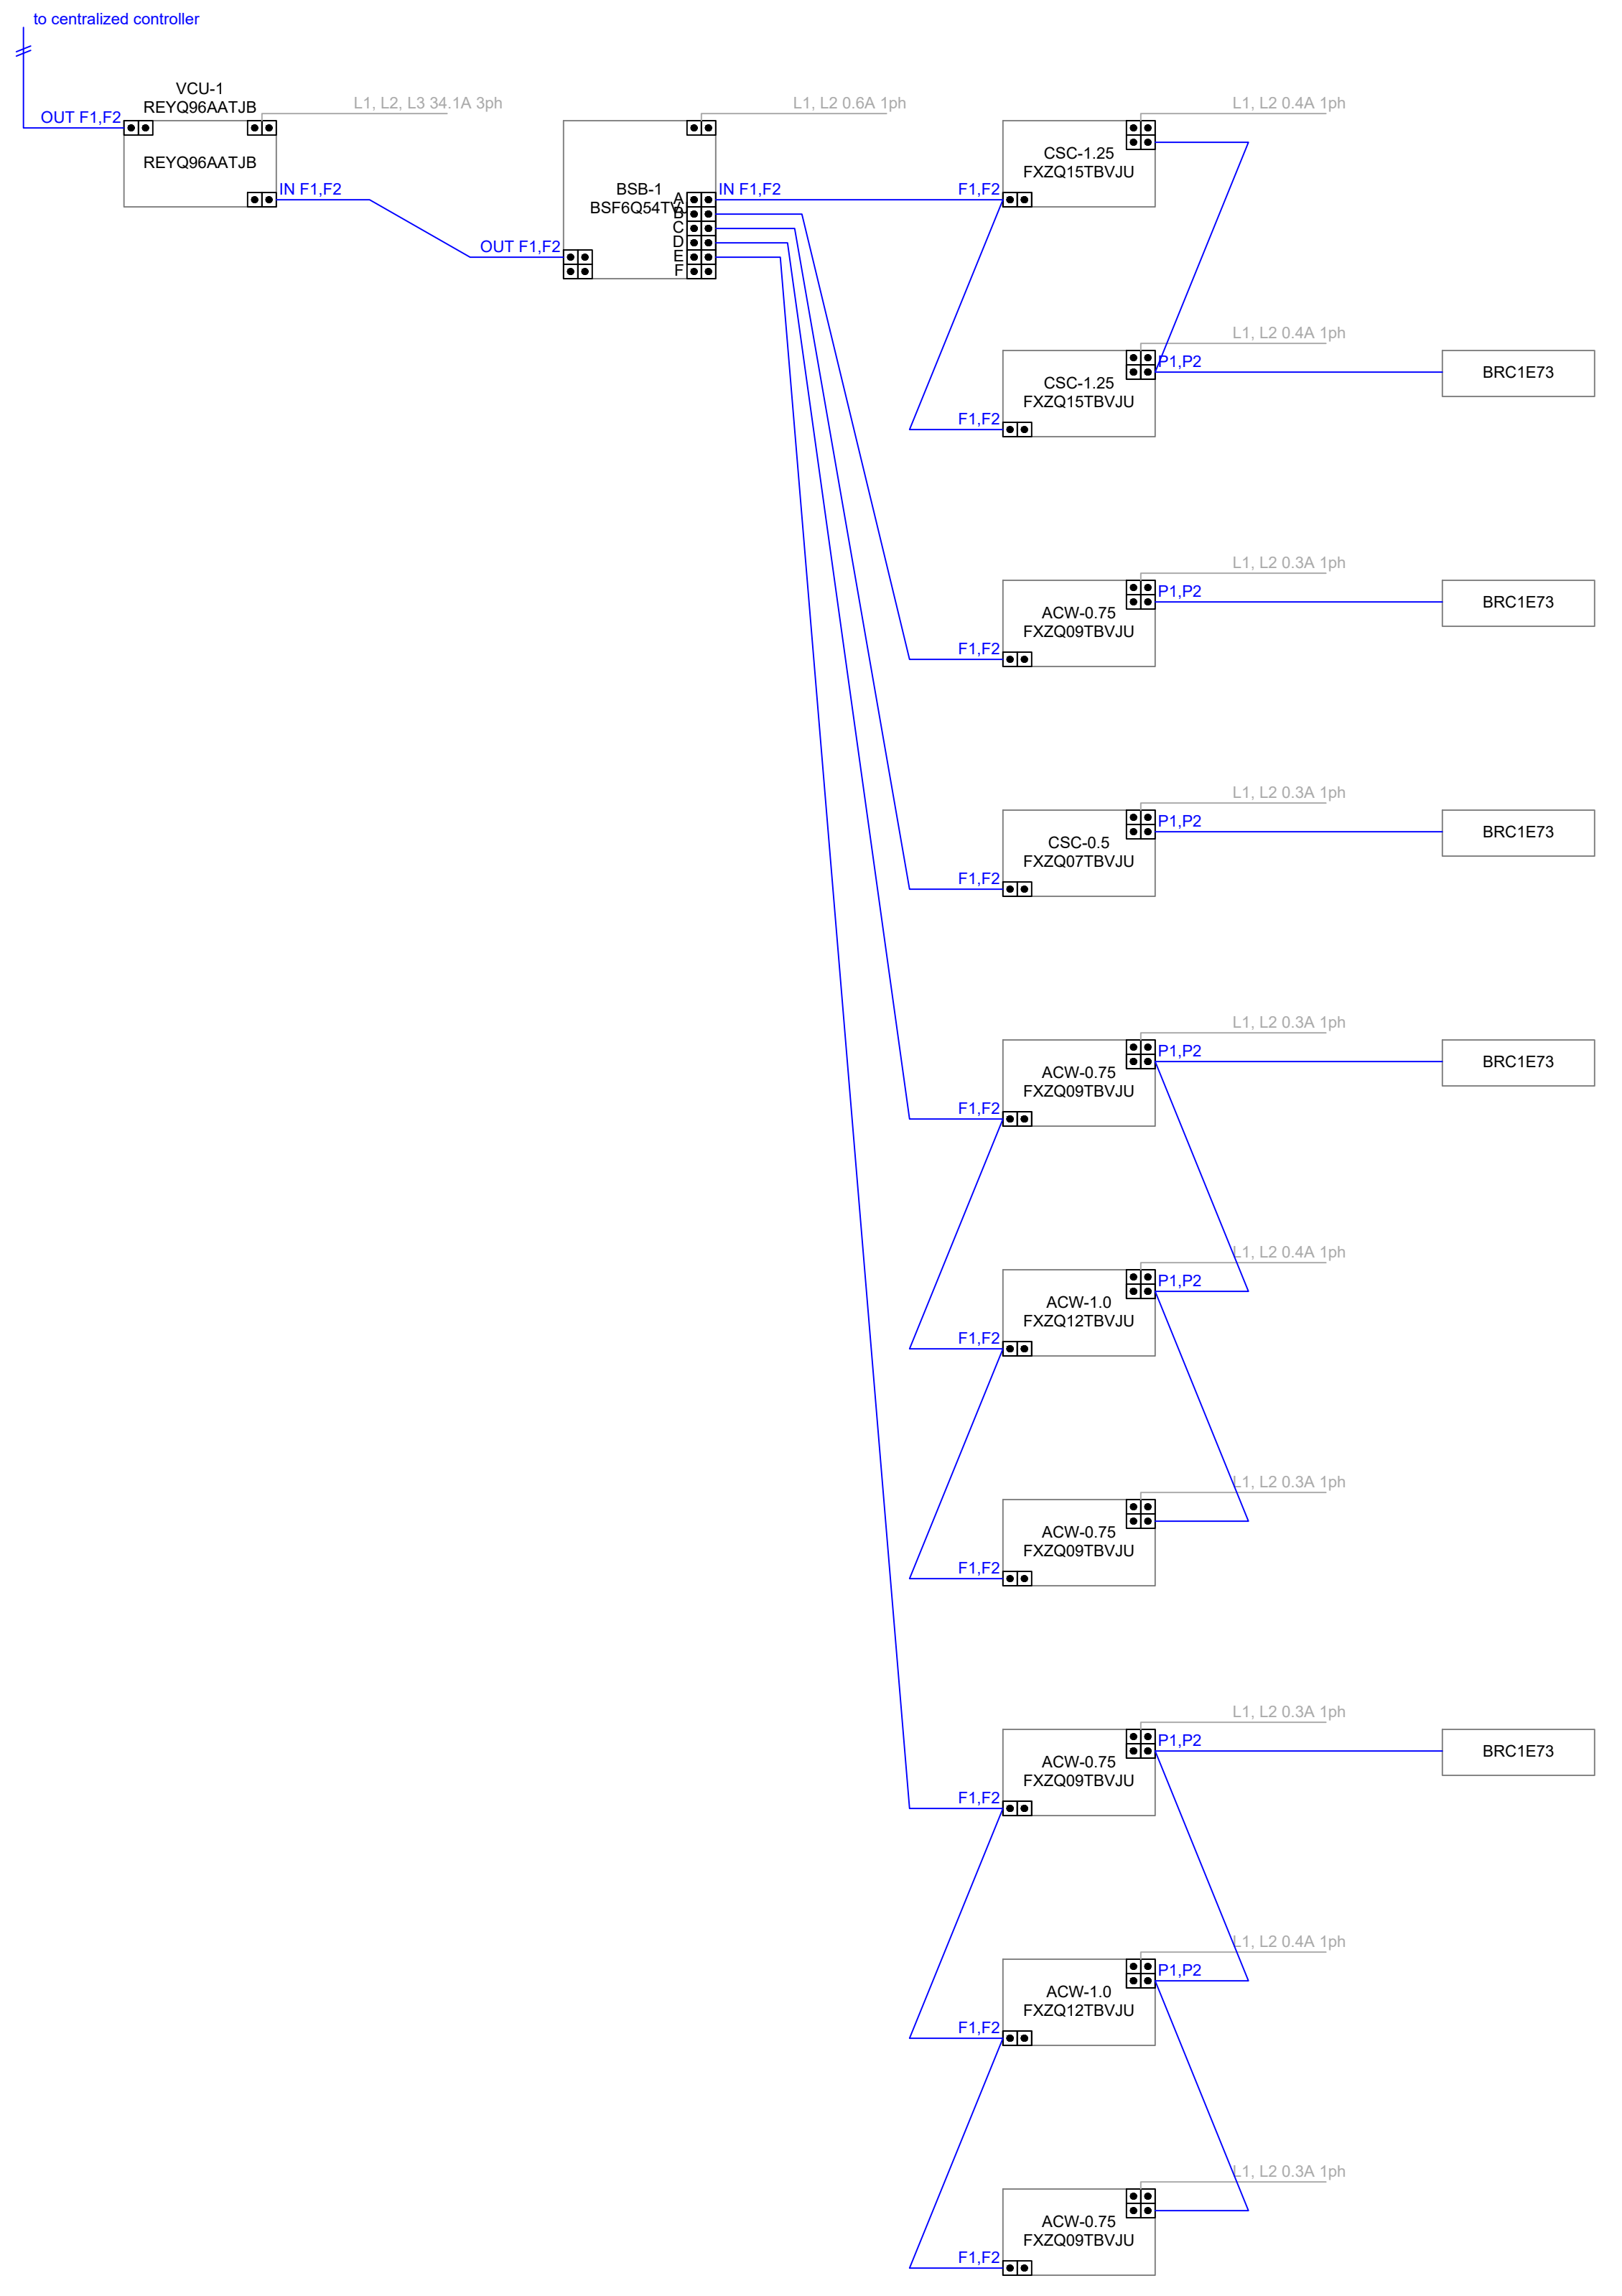 to centralized controller
VCU-1
REYQ96AATJB
L1, L2, L3 34.1A 3ph
OUT F1,F2
REYQ96AATJB
IN F1,F2
L1, L2 0.6A 1ph
BSB-1
BSF6Q54TV
OUT F1,F2
A
B
C
D
E
F
IN F1,F2
L1, L2 0.4A 1ph
CSC-1.25
FXZQ15TBVJU
F1,F2
L1, L2 0.4A 1ph
P1,P2
CSC-1.25
FXZQ15TBVJU
F1,F2
BRC1E73
L1, L2 0.3A 1ph
P1,P2
ACW-0.75
FXZQ09TBVJU
F1,F2
BRC1E73
L1, L2 0.3A 1ph
P1,P2
CSC-0.5
FXZQ07TBVJU
F1,F2
BRC1E73
L1, L2 0.3A 1ph
P1,P2
ACW-0.75
FXZQ09TBVJU
F1,F2
BRC1E73
L1, L2 0.4A 1ph
P1,P2
ACW-1.0
FXZQ12TBVJU
F1,F2
L1, L2 0.3A 1ph
ACW-0.75
FXZQ09TBVJU
F1,F2
L1, L2 0.3A 1ph
P1,P2
ACW-0.75
FXZQ09TBVJU
F1,F2
BRC1E73
L1, L2 0.4A 1ph
P1,P2
ACW-1.0
FXZQ12TBVJU
F1,F2
L1, L2 0.3A 1ph
ACW-0.75
FXZQ09TBVJU
F1,F2